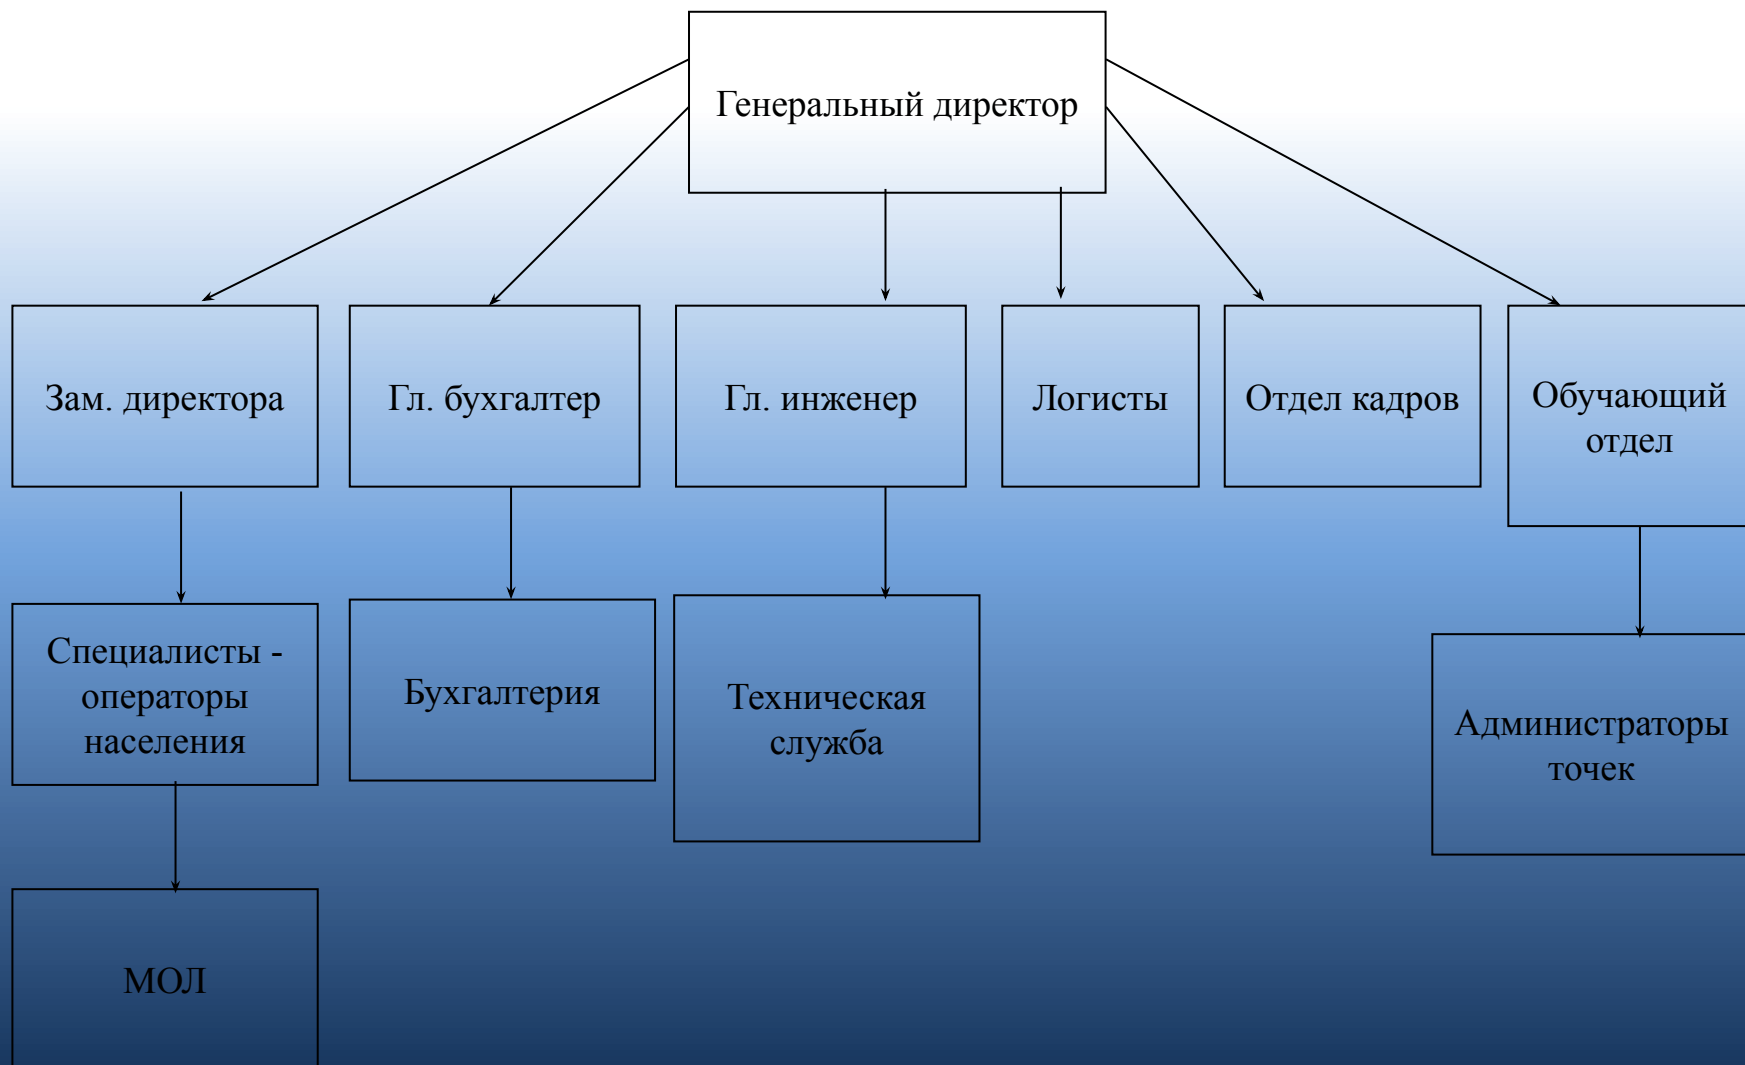 Генеральный директор
Зам. директора
Гл. бухгалтер
Гл. инженер
Логисты
Отдел кадров
Обучающий
отдел
Специалисты -
операторы
населения
Бухгалтерия
Техническая
служба
Администраторы
точек
МОЛ